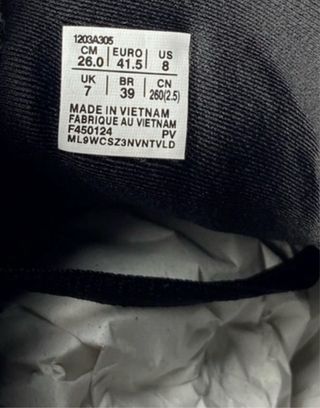 1203A305
CM EURO US
26.0 41.5 8
UK BR CN
7 39 260(2.5)
MADE IN VIETNAM
FABRIQUE AU VIETNAM
F450124 PV
ML9WCSZ3NVNTVLD